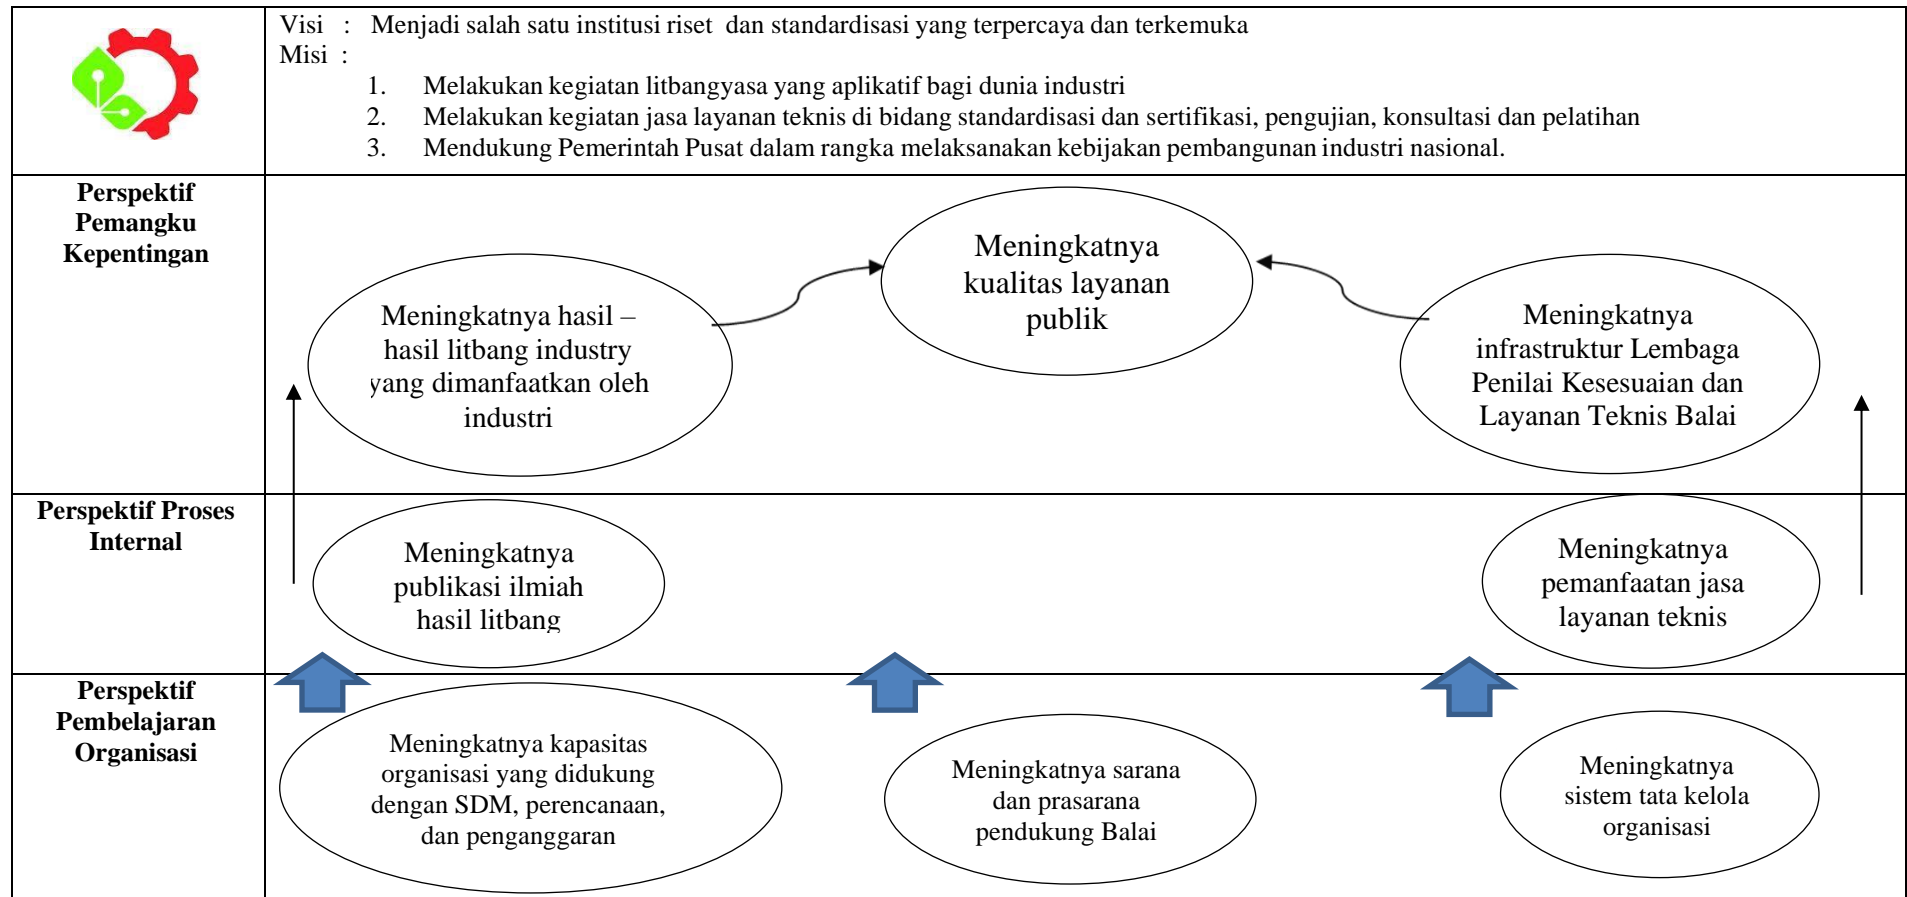 Visi : Menjadi salah satu institusi riset dan standardisasi yang terpercaya dan terkemuka
Misi :
1. Melakukan kegiatan litbangyasa yang aplikatif bagi dunia industri
2. Melakukan kegiatan jasa layanan teknis di bidang standardisasi dan sertifikasi, pengujian, konsultasi dan pelatihan
3. Mendukung Pemerintah Pusat dalam rangka melaksanakan kebijakan pembangunan industri nasional.
Perspektif
Pemangku
Kepentingan
Meningkatnya hasil –
hasil litbang industry
yang dimanfaatkan oleh
industri
Meningkatnya
kualitas layanan
publik
Meningkatnya
infrastruktur Lembaga
Penilai Kesesuaian dan
Layanan Teknis Balai
Perspektif Proses
Internal
Meningkatnya
publikasi ilmiah
hasil litbang
Meningkatnya
pemanfaatan jasa
layanan teknis
Perspektif
Pembelajaran
Organisasi
Meningkatnya kapasitas
organisasi yang didukung
dengan SDM, perencanaan,
dan penganggaran
Meningkatnya sarana
dan prasarana
pendukung Balai
Meningkatnya
sistem tata kelola
organisasi